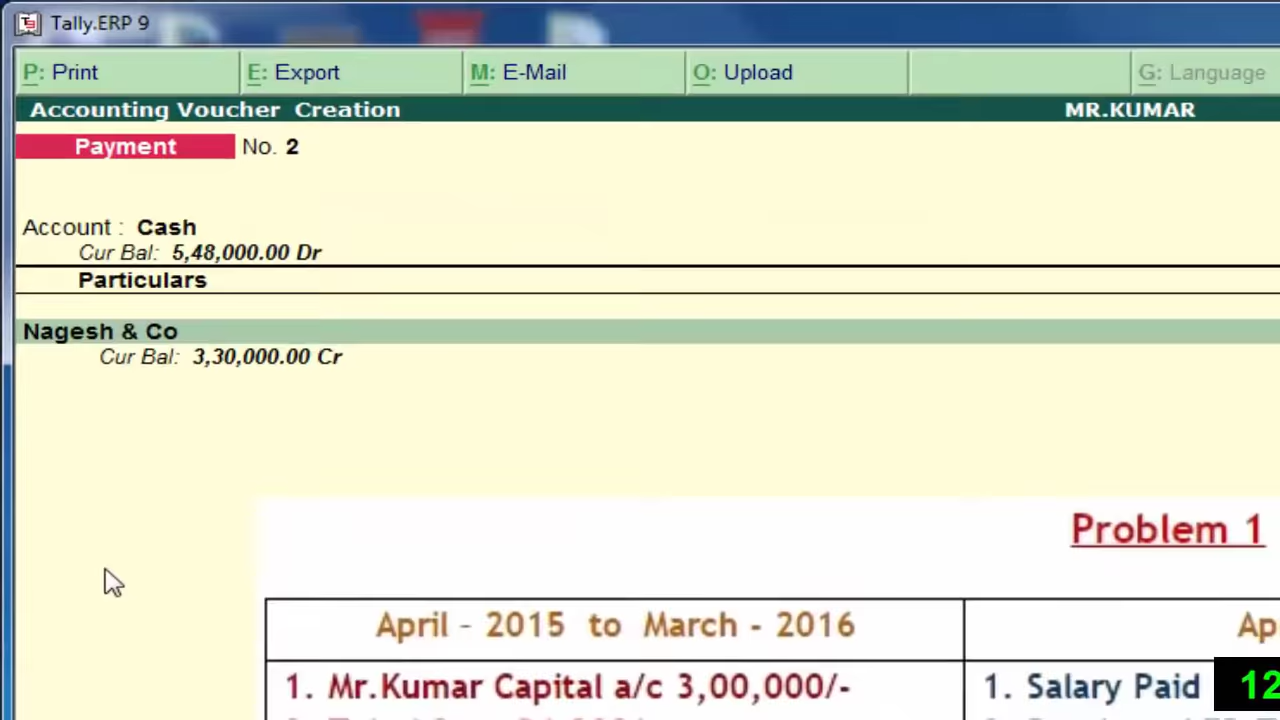 Tally.ERP 9
P: Print E: Export M: E-Mail O: Upload G: Language
Accounting Voucher Creation MR.KUMAR
Payment No. 2
Account : Cash
Cur Bal: 5,48,000.00 Dr
Particulars
Nagesh & Co
Cur Bal: 3,30,000.00 Cr
Problem 1
April - 2015 to March - 2016 Ap
1. Mr.Kumar Capital a/c 3,00,000/- 1. Salary Paid
12